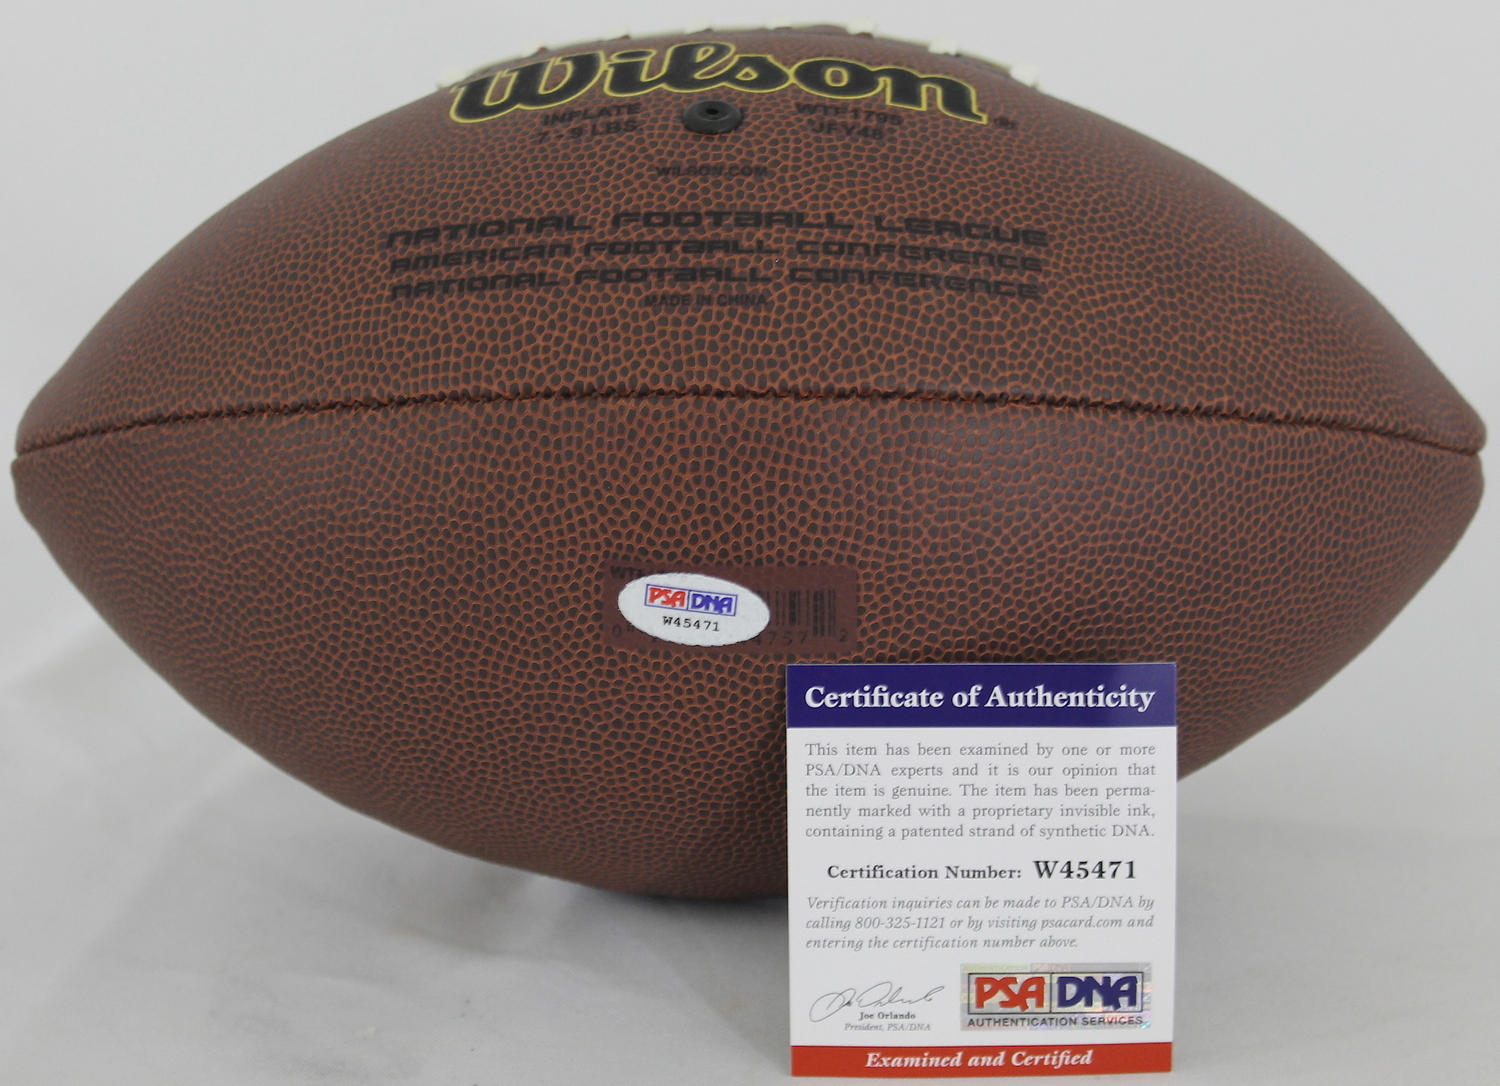 Wilson
INFLATE
WTF1795
7 - 9 LBS
JFY48
WILSON.COM
NATIONAL FOOTBALL LEAGUE
AMERICAN FOOTBALL CONFERENCE
NATIONAL FOOTBALL CONFERENCE
MADE IN CHINA
PSA DNA
W45471
Certificate of Authenticity
This item has been examined by one or more
PSA/DNA experts and it is our opinion that
the item is genuine. The item has been perma-
nently marked with a proprietary invisible ink,
containing a patented strand of synthetic DNA.
Certification Number: W45471
Verification inquiries can be made to PSA/DNA by
calling 800-325-1121 or by visiting psacard.com and
entering the certification number above.
Joe Orlando
President, PSA/DNA
PSA DNA
AUTHENTICATION SERVICES
Examined and Certified